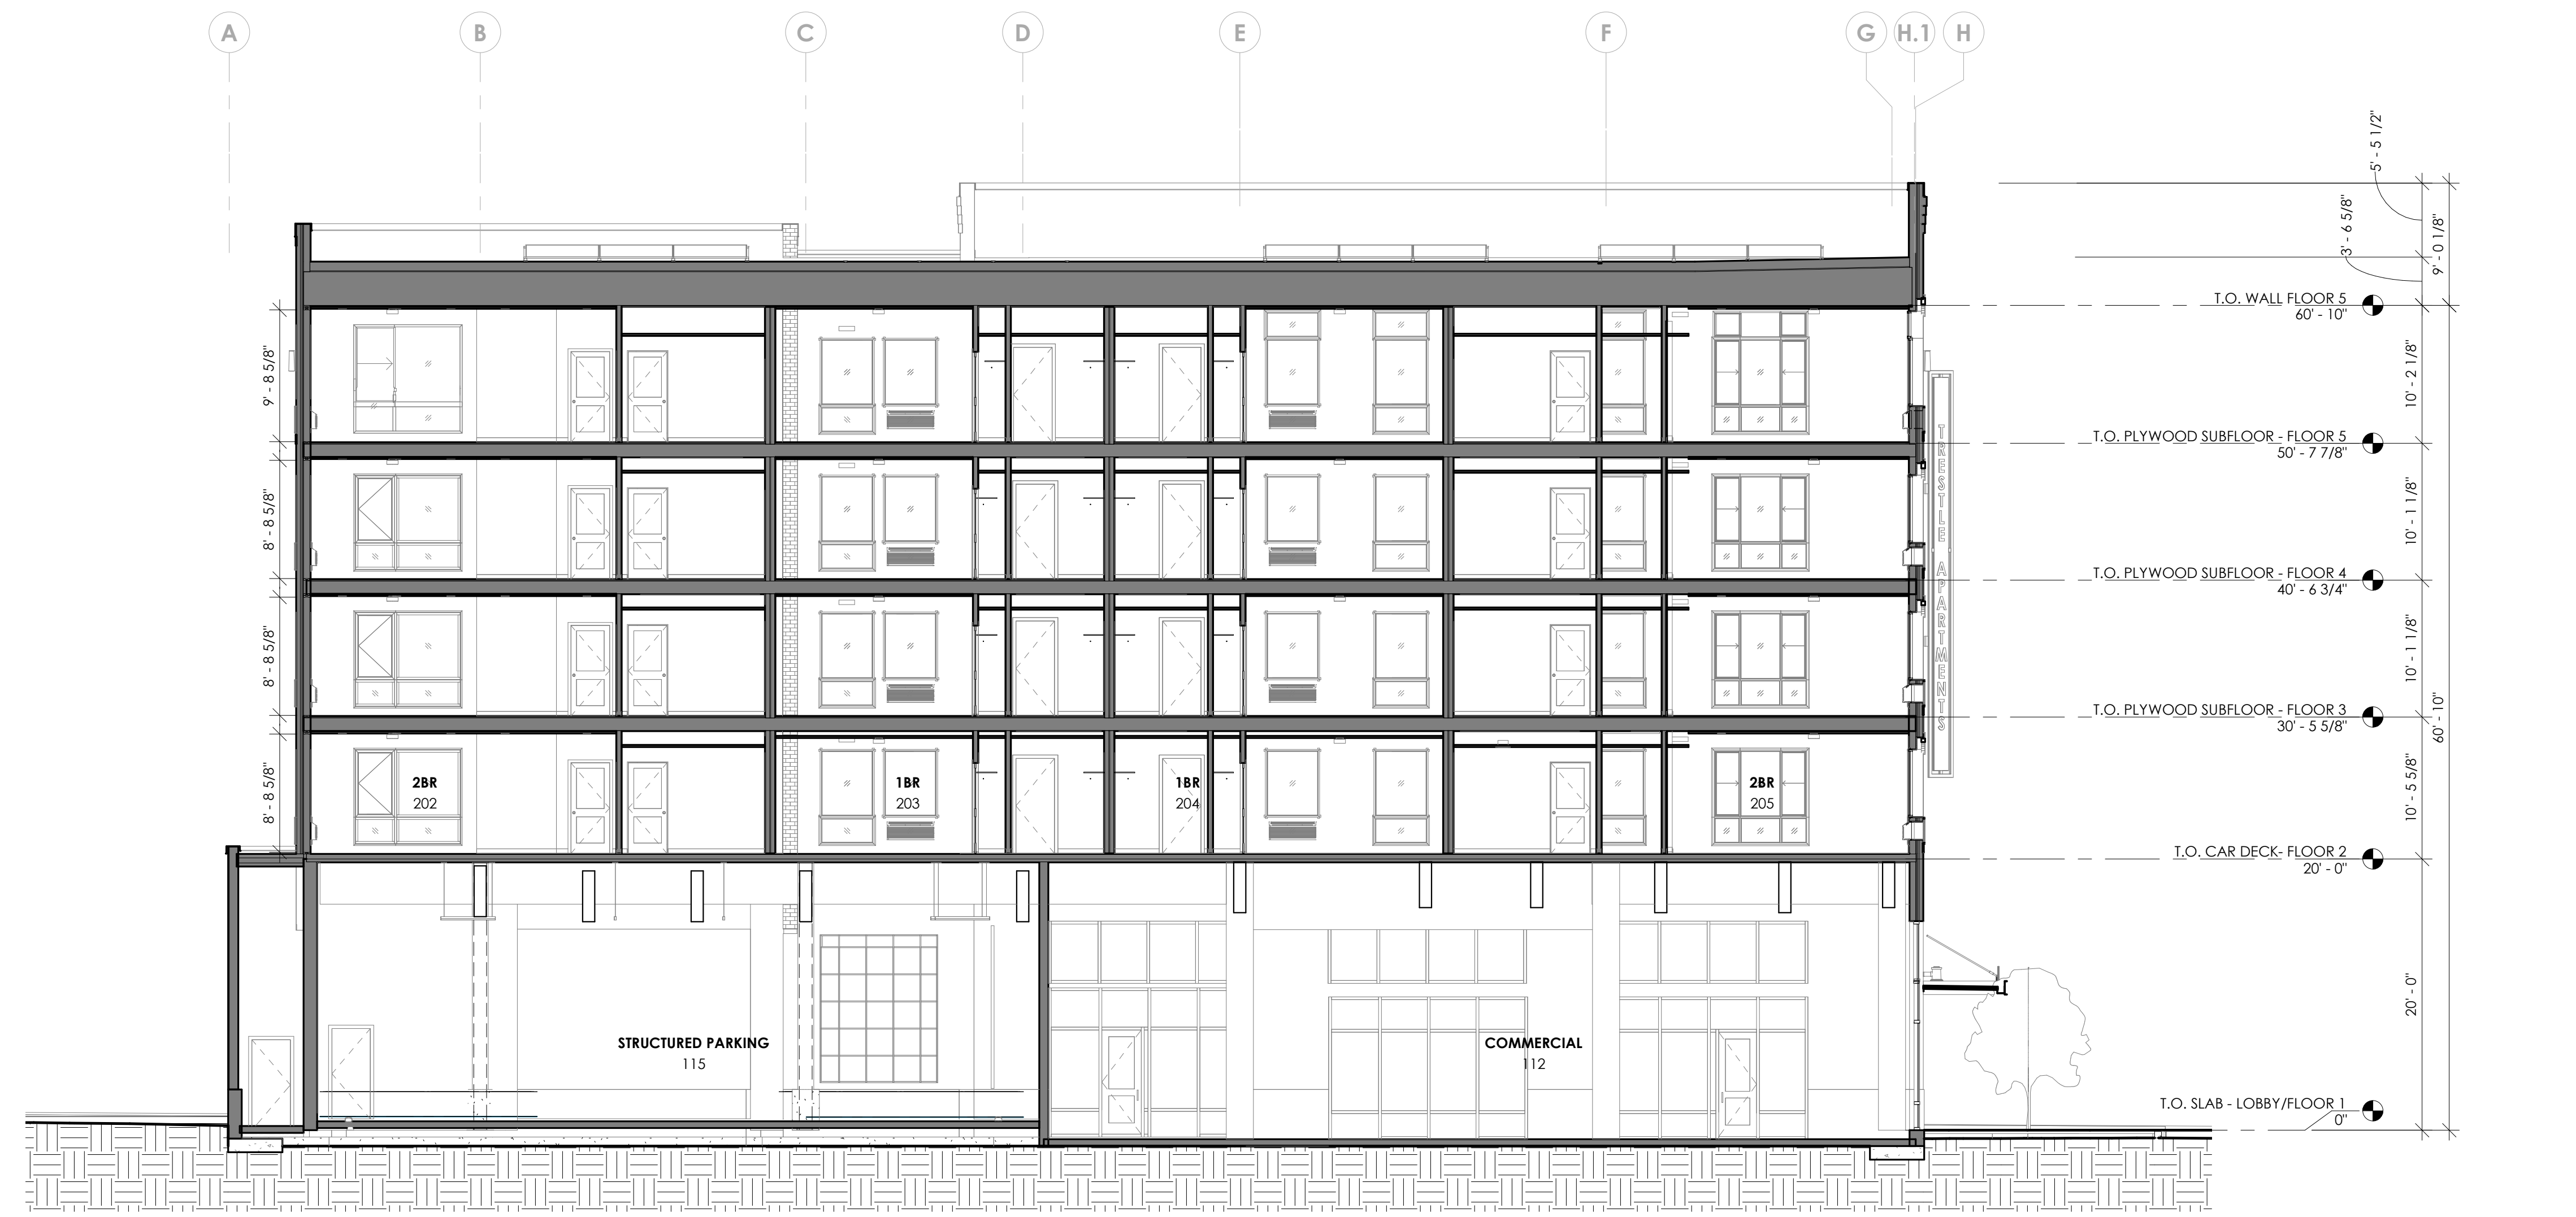 A
B
C
D
E
F
G
H.1
H
5' - 5 1/2"
3' - 6 5/8"
9' - 0 1/8"
T.O. WALL FLOOR 5
60' - 10"
9' - 8 5/8"
10' - 2 1/8"
T.O. PLYWOOD SUBFLOOR - FLOOR 5
50' - 7 7/8"
TRESTLE APARTMENTS
8' - 8 5/8"
10' - 1 1/8"
T.O. PLYWOOD SUBFLOOR - FLOOR 4
40' - 6 3/4"
8' - 8 5/8"
10' - 1 1/8"
T.O. PLYWOOD SUBFLOOR - FLOOR 3
30' - 5 5/8"
60' - 10"
8' - 8 5/8"
2BR
202
1BR
203
1BR
204
2BR
205
10' - 5 5/8"
T.O. CAR DECK- FLOOR 2
20' - 0"
20' - 0"
STRUCTURED PARKING
115
COMMERCIAL
112
T.O. SLAB - LOBBY/FLOOR 1
0"